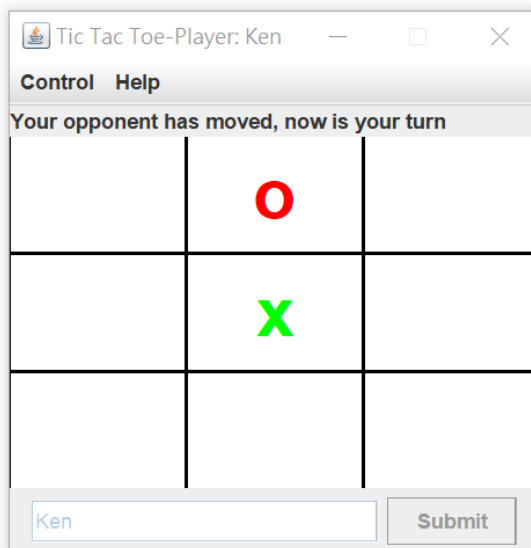 Tic Tac Toe-Player: Ken
Control Help
Your opponent has moved, now is your turn
O
X
Ken
Submit